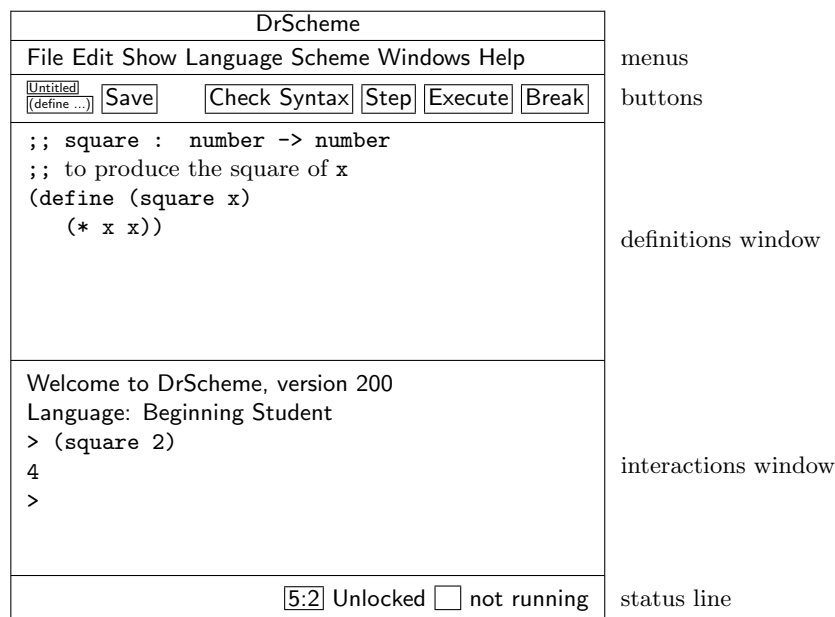 DrScheme
File Edit Show Language Scheme Windows Help
menus
Untitled
(define ...)
Save Check Syntax Step Execute Break
buttons
;; square : number -> number
;; to produce the square of x
(define (square x)
(* x x))
definitions window
Welcome to DrScheme, version 200
Language: Beginning Student
> (square 2)
4
>
interactions window
5:2 Unlocked not running
status line